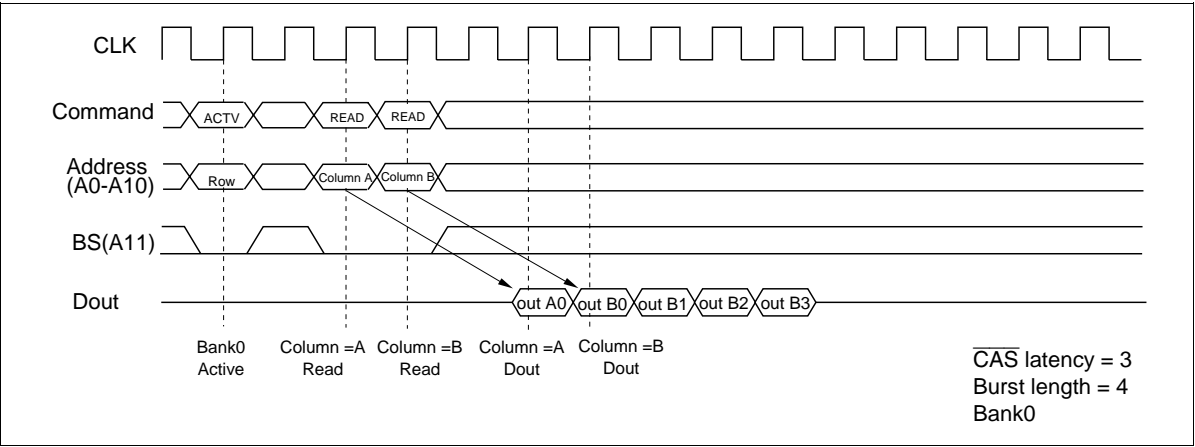 CLK
Command
ACTV
READ
READ
Address
(A0-A10)
Row
Column A
Column B
BS(A11)
Dout
out A0
out B0
out B1
out B2
out B3
Bank0
Active
Column =A
Read
Column =B
Read
Column =A
Dout
Column =B
Dout
CAS latency = 3
Burst length = 4
Bank0